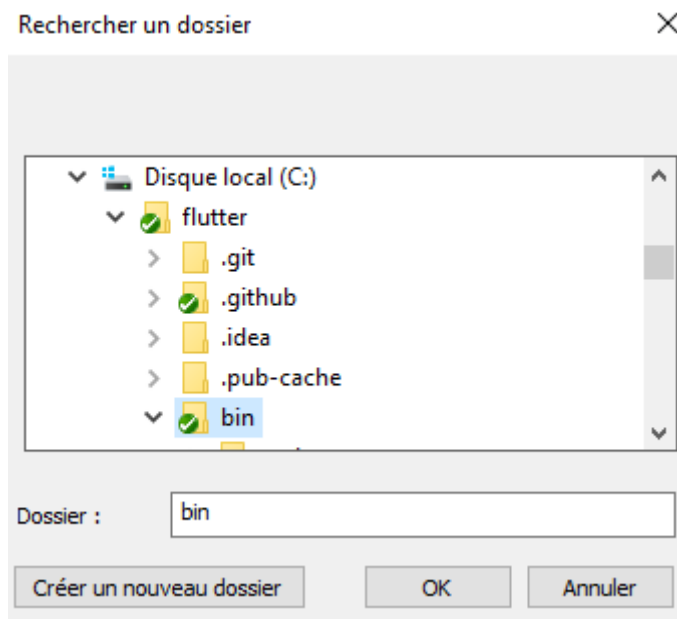 Rechercher un dossier
Disque local (C:)
flutter
.git
.github
.idea
.pub-cache
bin
Dossier : bin
Créer un nouveau dossier OK Annuler